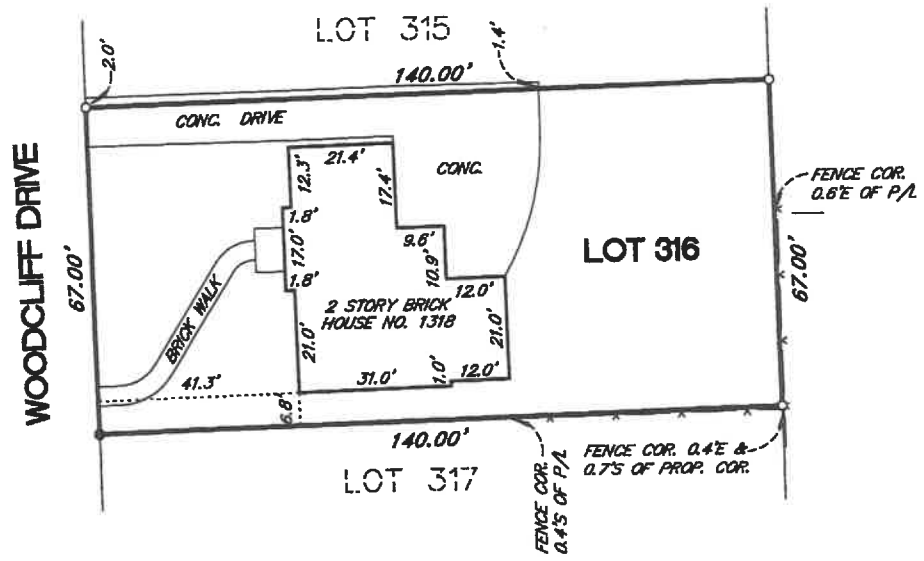 LOT 315
2.0'
1.4'
140.00'
CONC. DRIVE
21.4'
12.3'
17.4'
CONC.
FENCE COR.
0.6'E OF P/L
WOODCLIFF DRIVE
67.00'
1.8'
17.0'
1.8'
9.6'
10.9'
12.0'
LOT 316
67.00'
BRICK WALK
2 STORY BRICK
HOUSE NO. 1318
21.0'
21.0'
41.3'
31.0'
1.0'
12.0'
6.8'
140.00'
FENCE COR.
0.4'S OF P/L
FENCE COR. 0.4'E &
0.7'S OF PROP. COR.
LOT 317